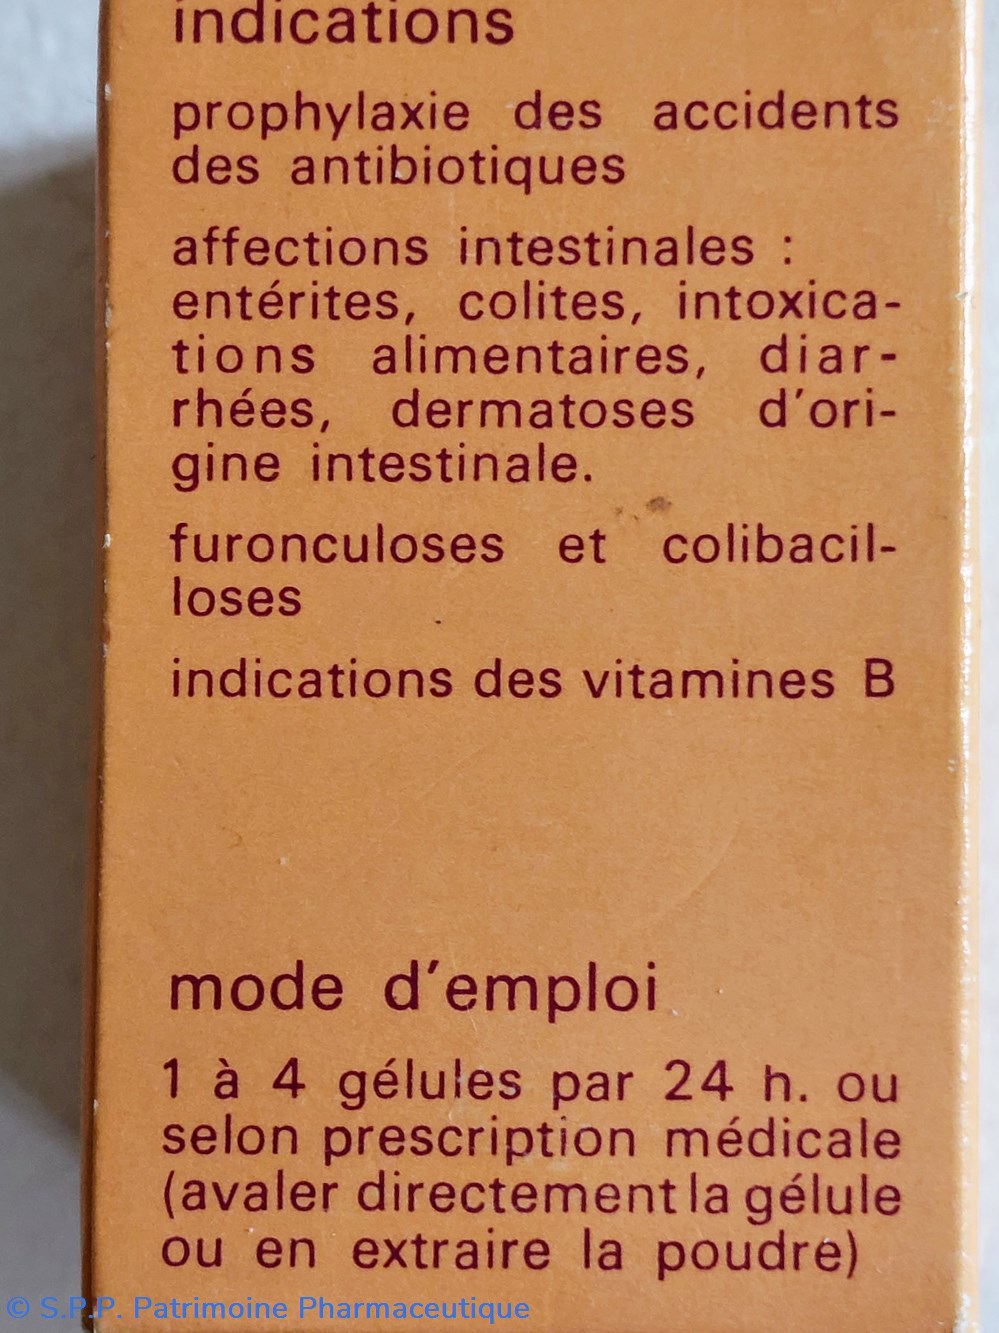 indications
prophylaxie des accidents
des antibiotiques
affections intestinales :
entérites, colites, intoxica-
tions alimentaires, diar-
rhées, dermatoses d'ori-
gine intestinale.
furonculoses et colibacil-
loses
indications des vitamines B
mode d'emploi
1 à 4 gélules par 24 h. ou
selon prescription médicale
(avaler directement la gélule
ou en extraire la poudre)
© S.P.P. Patrimoine Pharmaceutique